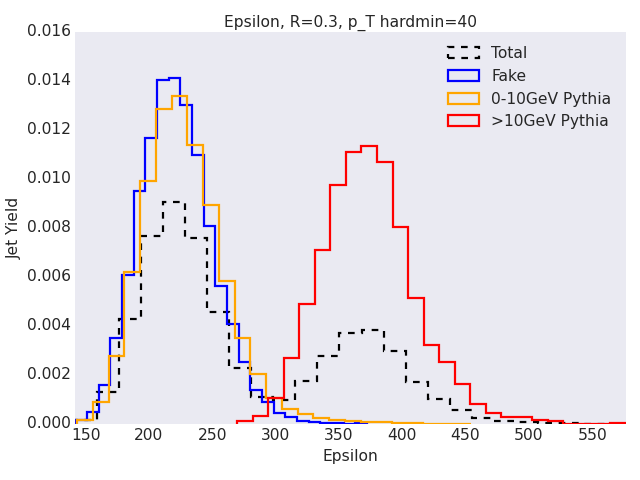 Epsilon, R=0.3, p_T hardmin=40
0.016
0.014
0.012
0.010
0.008
0.006
0.004
0.002
0.000
Jet Yield
Total
Fake
0-10GeV Pythia
>10GeV Pythia
150 200 250 300 350 400 450 500 550
Epsilon